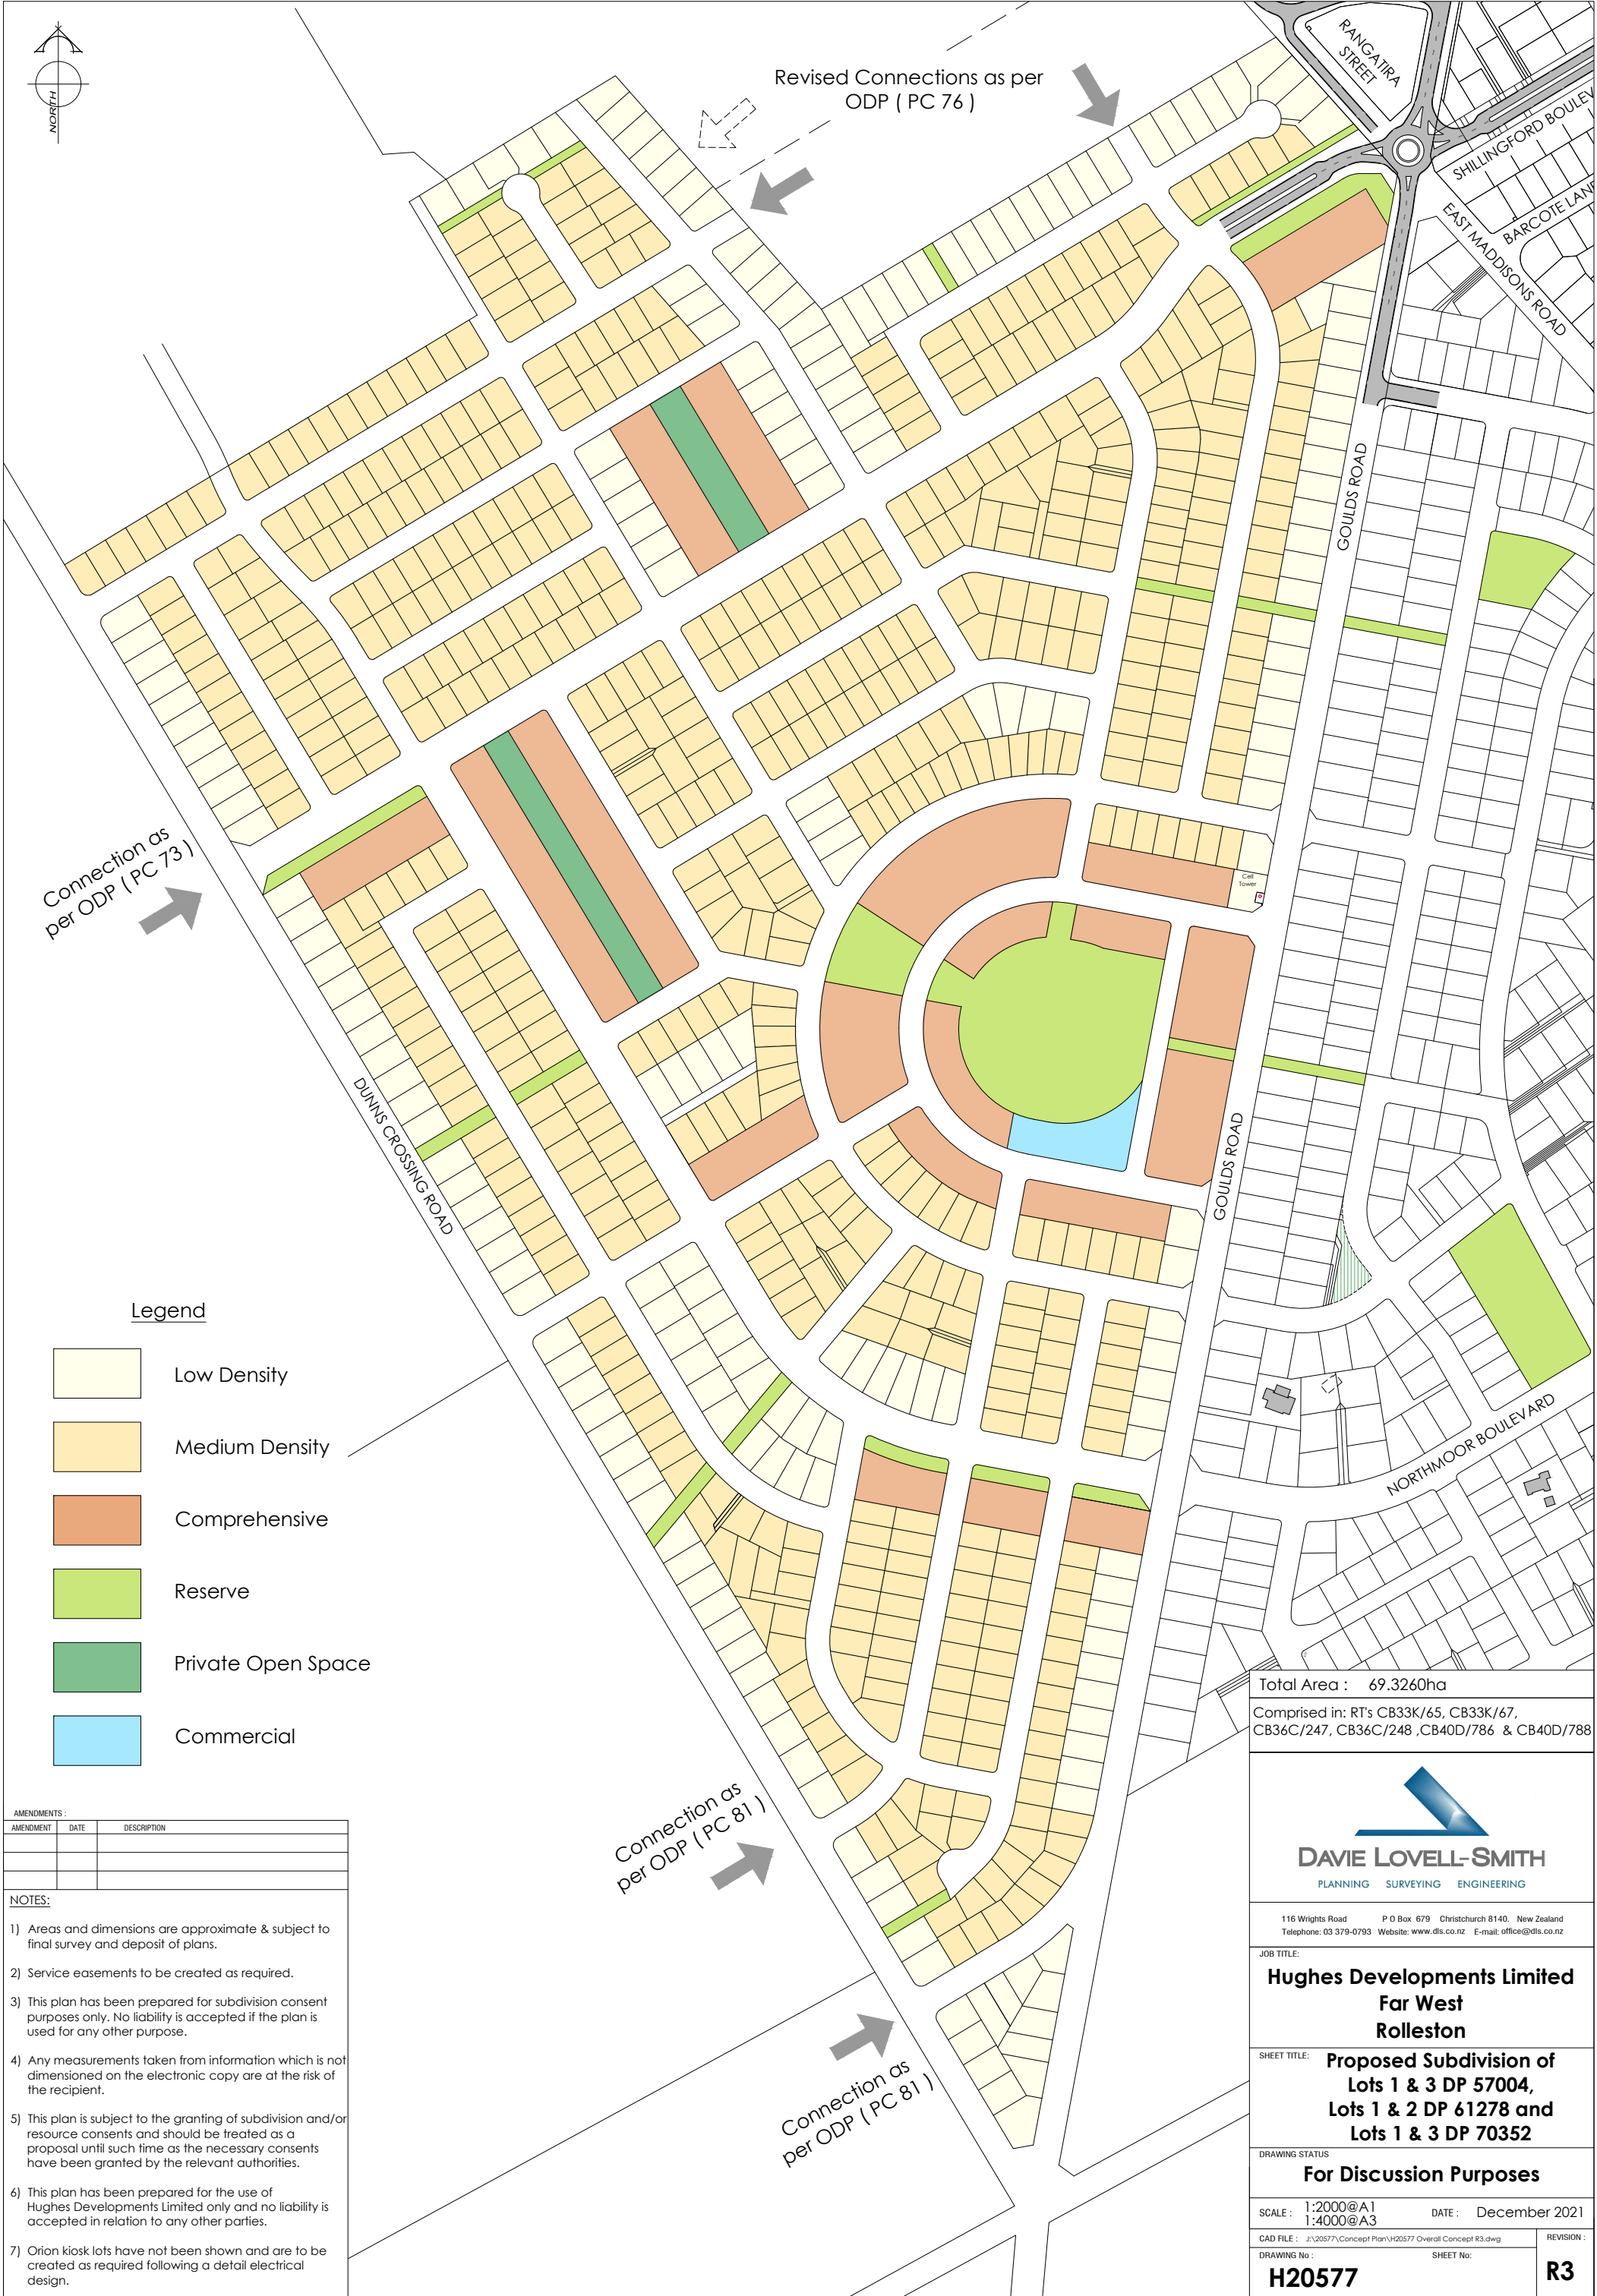 NORTH
Revised Connections as per
ODP ( PC 76 )
RANGATIRA
STREET
SHILLINGFORD BOULEV
BARCOTE LANE
EAST MADDISONS ROAD
GOULDS ROAD
Connection as
per ODP ( PC 73 )
Cell
Tower
DUNNS CROSSING ROAD
GOULDS ROAD
NORTHMOOR BOULEVARD
Legend
Low Density
Medium Density
Comprehensive
Reserve
Private Open Space
Commercial
Connection as
per ODP ( PC 81 )
Connection as
per ODP ( PC 81 )
AMENDMENTS :
AMENDMENT DATE DESCRIPTION
NOTES:
1) Areas and dimensions are approximate & subject to
final survey and deposit of plans.
2) Service easements to be created as required.
3) This plan has been prepared for subdivision consent
purposes only. No liability is accepted if the plan is
used for any other purpose.
4) Any measurements taken from information which is not
dimensioned on the electronic copy are at the risk of
the recipient.
5) This plan is subject to the granting of subdivision and/or
resource consents and should be treated as a
proposal until such time as the necessary consents
have been granted by the relevant authorities.
6) This plan has been prepared for the use of
Hughes Developments Limited only and no liability is
accepted in relation to any other parties.
7) Orion kiosk lots have not been shown and are to be
created as required following a detail electrical
design.
Total Area : 69.3260ha
Comprised in: RT's CB33K/65, CB33K/67,
CB36C/247, CB36C/248 ,CB40D/786 & CB40D/788
DAVIE LOVELL-SMITH
PLANNING SURVEYING ENGINEERING
116 Wrights Road P O Box 679 Christchurch 8140. New Zealand
Telephone: 03 379-0793 Website: www.dls.co.nz E-mail: office@dls.co.nz
JOB TITLE:
Hughes Developments Limited
Far West
Rolleston
SHEET TITLE: Proposed Subdivision of
Lots 1 & 3 DP 57004,
Lots 1 & 2 DP 61278 and
Lots 1 & 3 DP 70352
DRAWING STATUS
For Discussion Purposes
SCALE : 1:2000@A1
1:4000@A3
DATE : December 2021
CAD FILE : J:\20577\Concept Plan\H20577 Overall Concept R3.dwg
REVISION :
DRAWING No : SHEET No:
H20577
R3